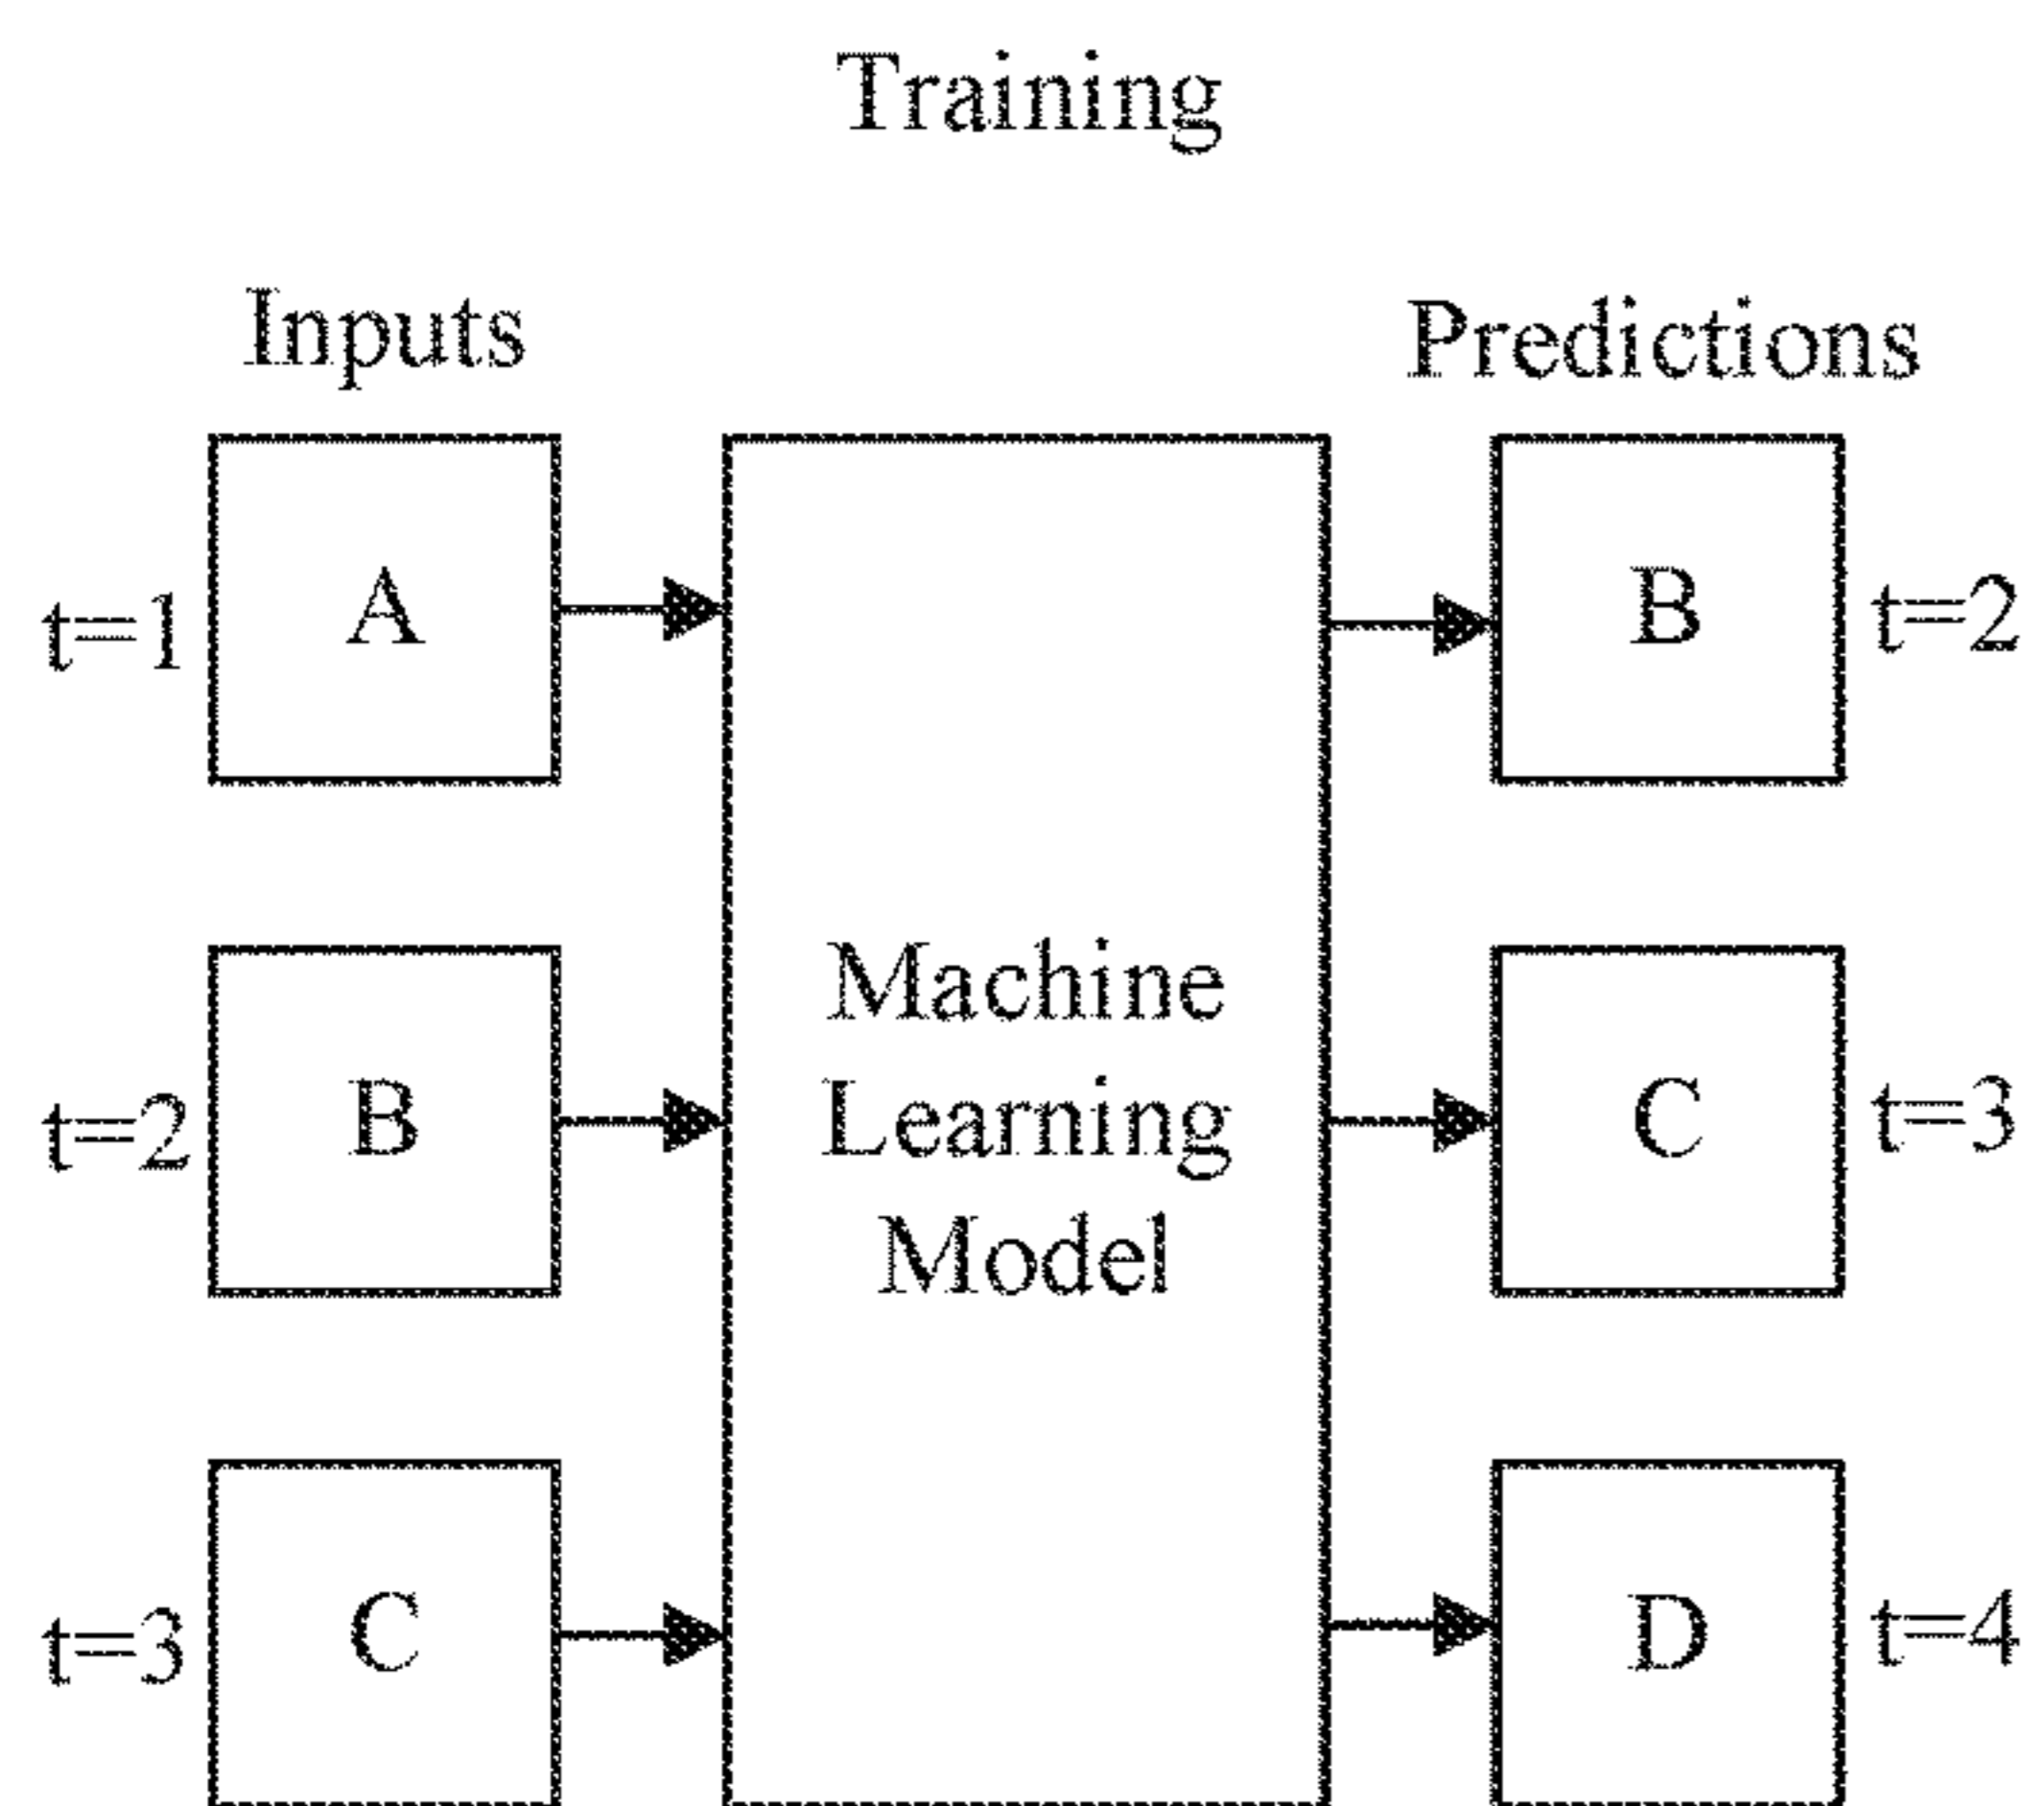 Training
Inputs
Predictions
t=1 A B t=2
t=2 B C t=3
Machine
Learning
Model
t=3 C D t=4